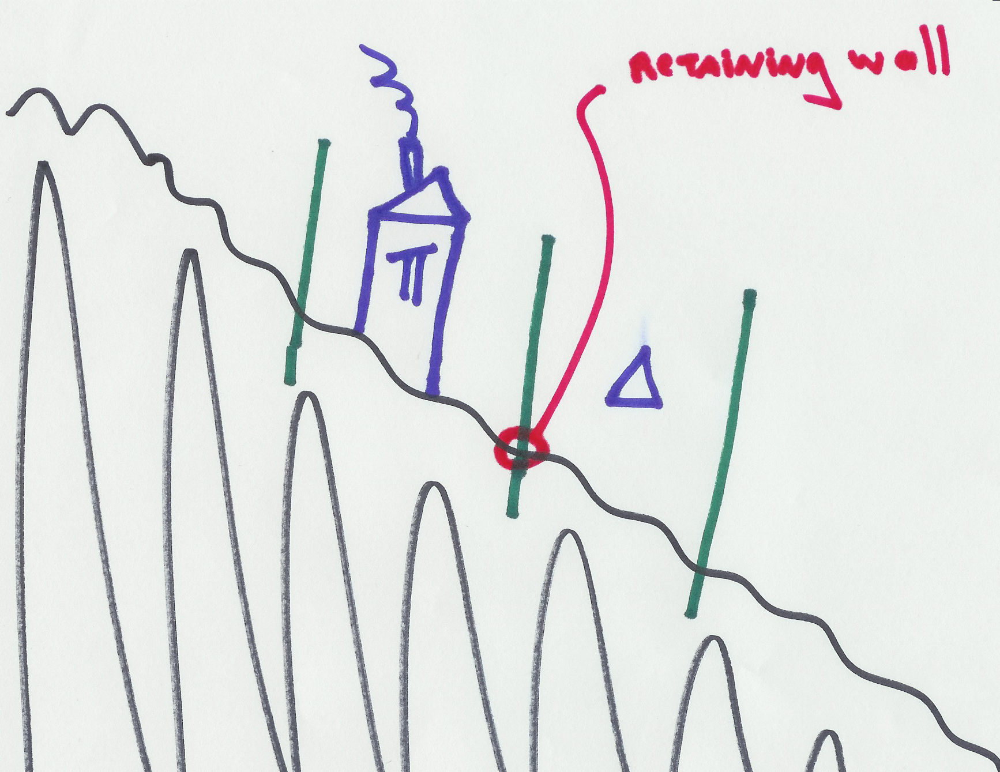 Retaining wall
π
Δ